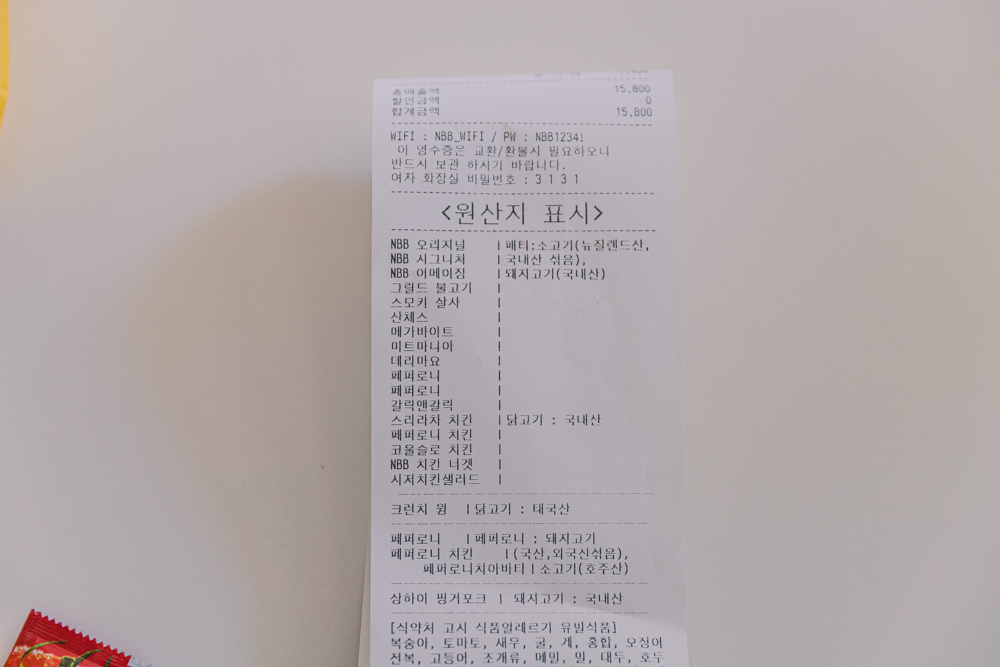 총매출액 15,800
할인금액 0
합계금액 15,800
WIFI : NBB_WIFI / PW : NBB1234!
이 영수증은 교환/환불시 필요하오니
반드시 보관 하시기 바랍니다.
여자 화장실 비밀번호 : 3 1 3 1
<원산지 표시>
NBB 오리지널 |패티:소고기(뉴질랜드산,
NBB 시그니처 |국내산 섞음),
NBB 어메이징 |돼지고기(국내산)
그릴드 불고기 |
스모키 살사 |
산체스 |
메가바이트 |
미트마니아 |
데리마요 |
페퍼로니 |
페퍼로니 |
갈릭앤갈릭 |
스리라차 치킨 |닭고기 : 국내산
페퍼로니 치킨 |
코울슬로 치킨 |
NBB 치킨 너겟 |
시저치킨샐러드 |
크런치 윙 |닭고기 : 태국산
페퍼로니 |페퍼로니 : 돼지고기
페퍼로니 치킨 |(국산,외국산섞음),
페퍼로니치아바타|소고기(호주산)
상하이 핑거포크 | 돼지고기 : 국내산
[식약처 고시 식품알레르기 유발식품]
복숭아, 토마토, 새우, 굴, 게, 홍합, 오징어
전복, 고등어, 조개류, 메밀, 밀, 대두, 호두